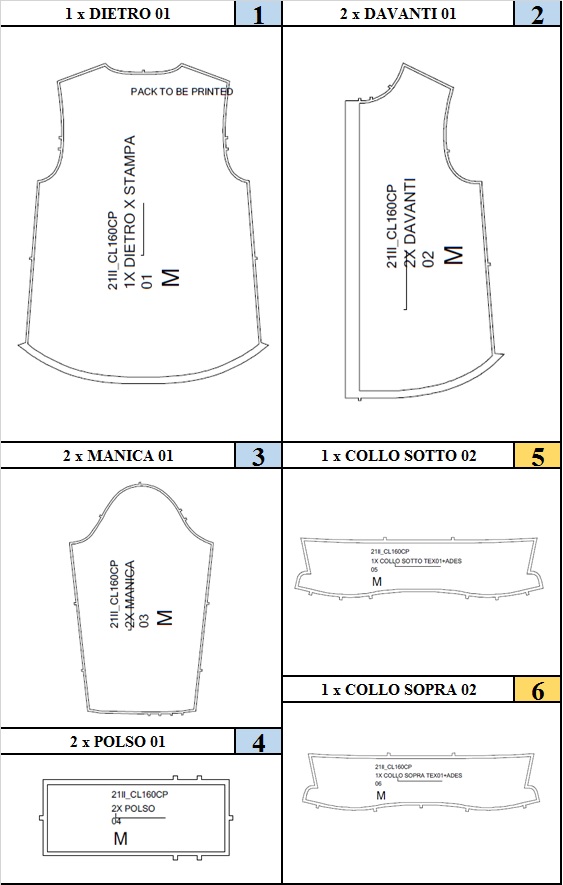 1 x DIETRO 01
1
PACK TO BE PRINTED
21II_CL160CP
1X DIETRO X STAMPA
01
M
2 x DAVANTI 01
2
21II_CL160CP
2X DAVANTI
02
M
2 x MANICA 01
3
21II_CL160CP
2X MANICA
03
M
2 x POLSO 01
4
21II_CL160CP
2X POLSO
04
M
1 x COLLO SOTTO 02
5
21II_CL160CP
1X COLLO SOTTO TEX01+ADES
05
M
1 x COLLO SOPRA 02
6
21II_CL160CP
1X COLLO SOPRA TEX01+ADES
06
M